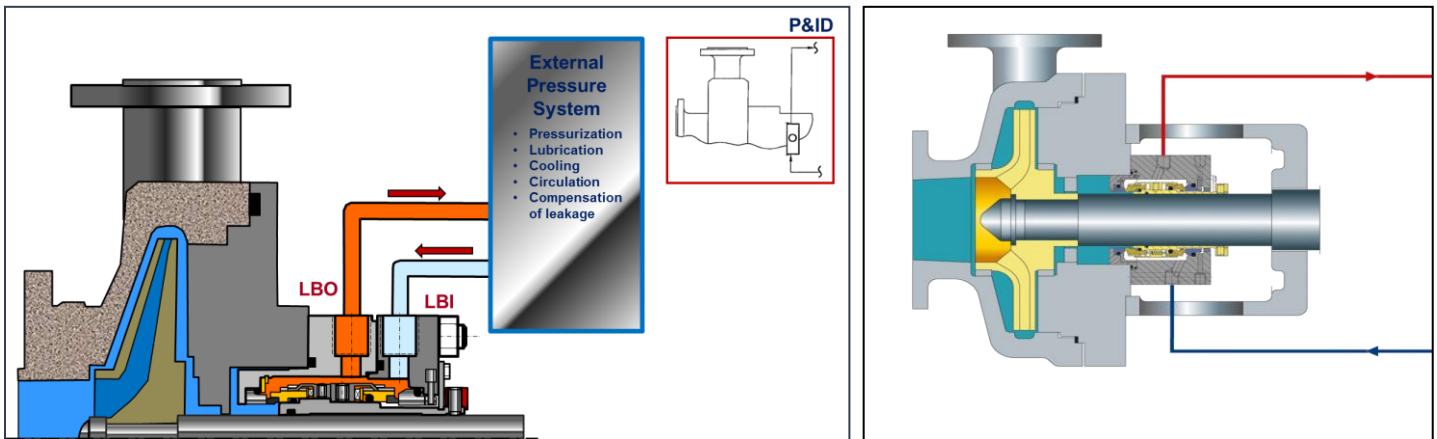 P&ID
External
Pressure
System
• Pressurization
• Lubrication
• Cooling
• Circulation
• Compensation
of leakage
LBO
LBI